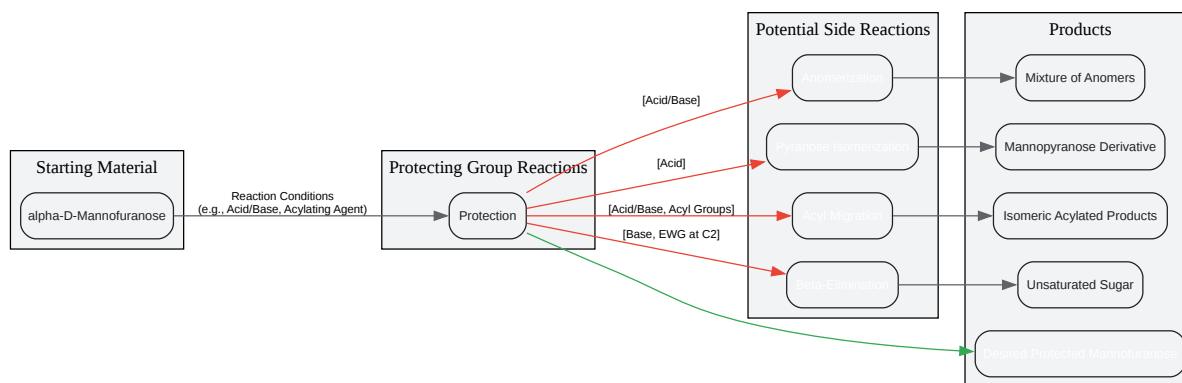 Starting Material
alpha-D-Mannofuranose
Reaction Conditions
(e.g., Acid/Base, Acylating Agent)
Protecting Group Reactions
Protection
[Acid/Base]
[Acid]
[Acid/Base, Acyl Groups]
[Base, EWG at C2]
Potential Side Reactions
Anomerization
Pyranose Isomerization
Acyl Migration
Beta-Elimination
Products
Mixture of Anomers
Mannopyranose Derivative
Isomeric Acylated Products
Unsaturated Sugar
Desired Protected Mannofuranose